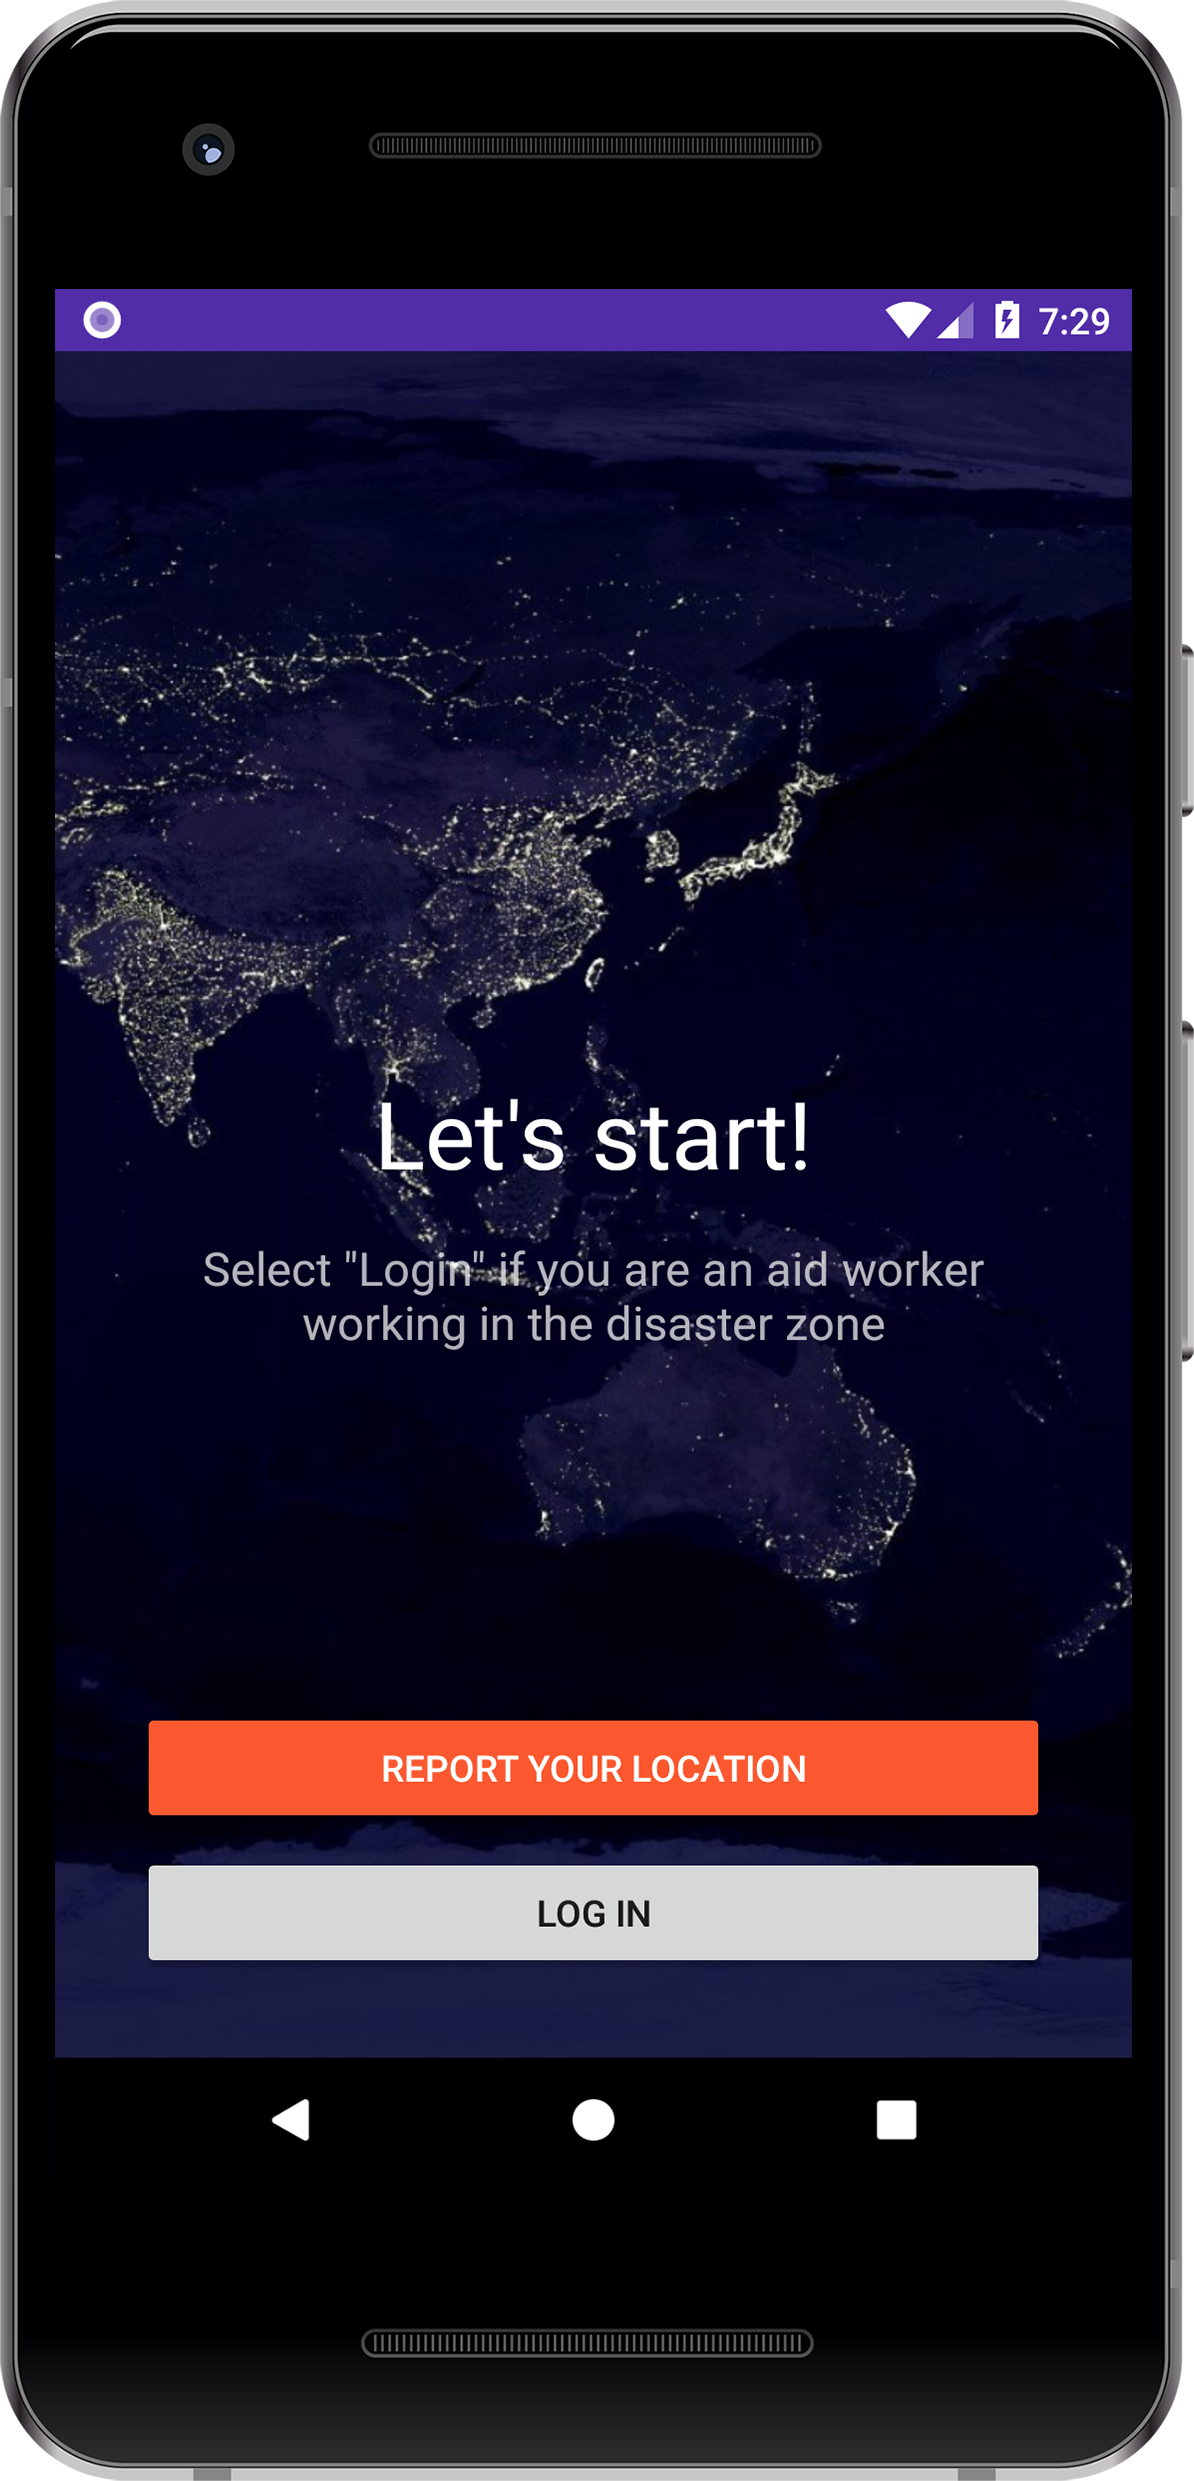 7:29
Let's start!
Select "Login" if you are an aid worker
working in the disaster zone
REPORT YOUR LOCATION
LOG IN